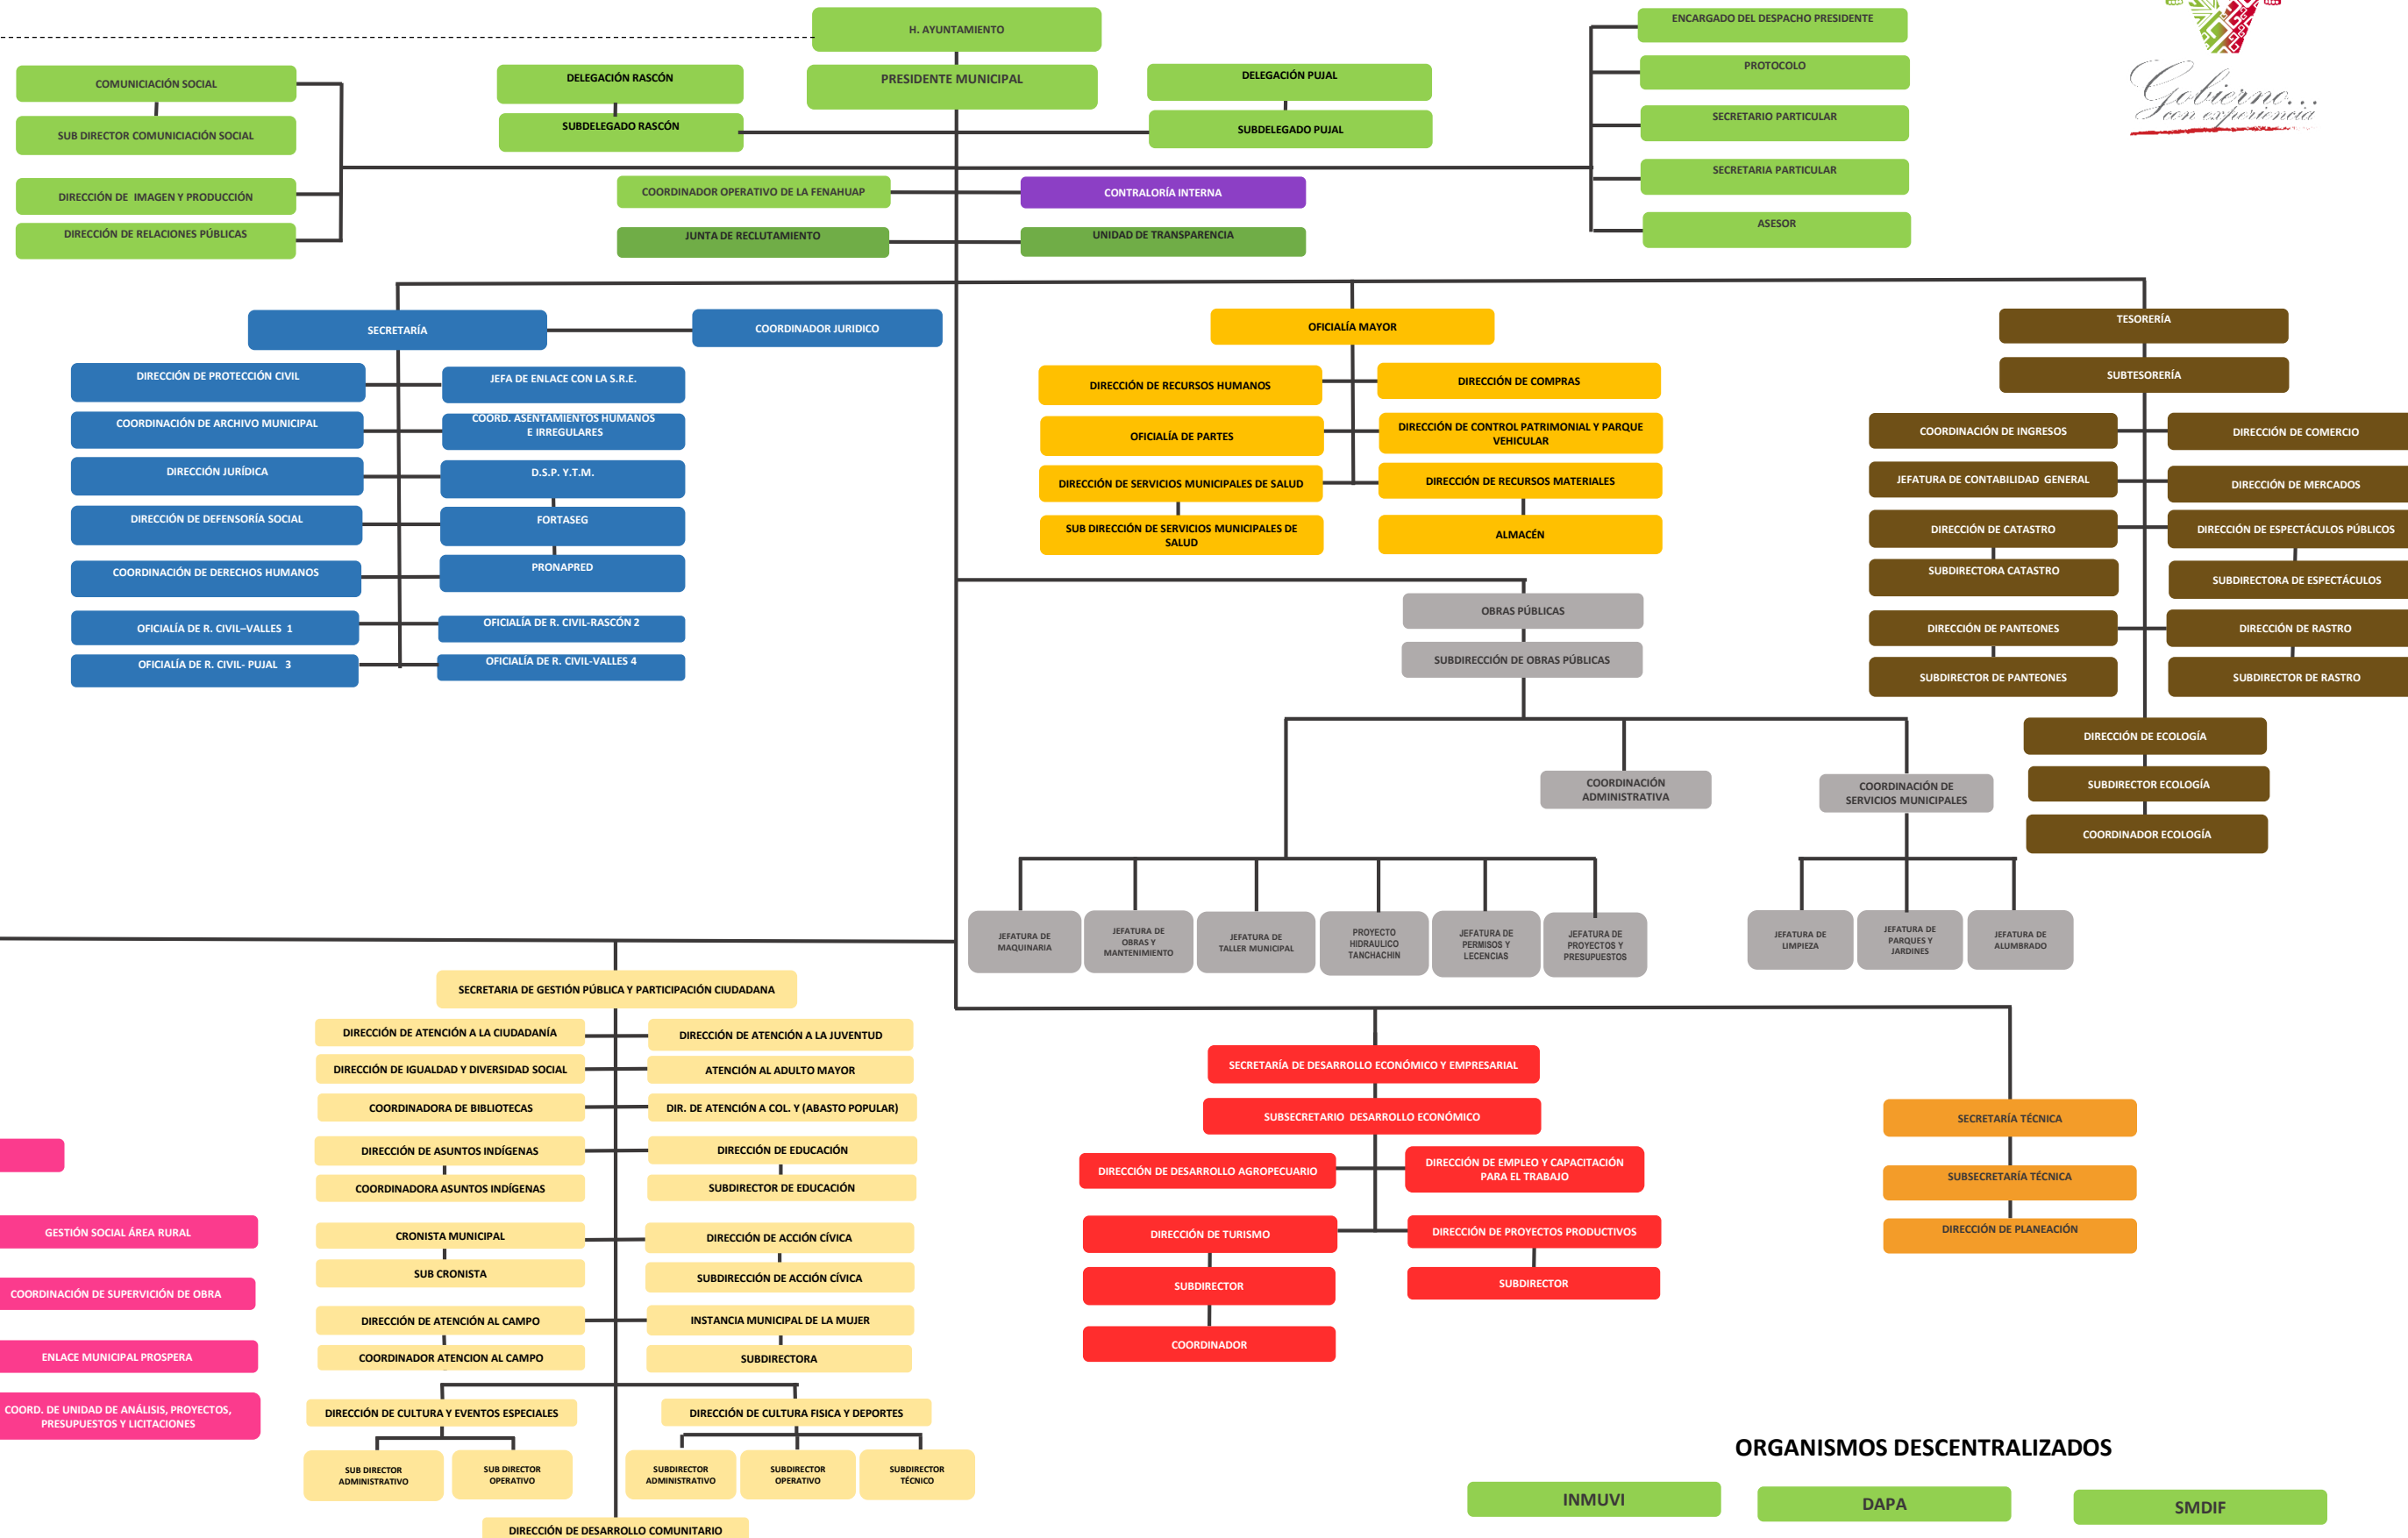 H. AYUNTAMIENTO
PRESIDENTE MUNICIPAL
ENCARGADO DEL DESPACHO PRESIDENTE
PROTOCOLO
SECRETARIO PARTICULAR
SECRETARIA PARTICULAR
ASESOR
Gobierno...
con experiencia
COMUNICIACIÓN SOCIAL
SUB DIRECTOR COMUNICIACIÓN SOCIAL
DIRECCIÓN DE IMAGEN Y PRODUCCIÓN
DIRECCIÓN DE RELACIONES PÚBLICAS
DELEGACIÓN RASCÓN
SUBDELEGADO RASCÓN
DELEGACIÓN PUJAL
SUBDELEGADO PUJAL
COORDINADOR OPERATIVO DE LA FENAHUAP
CONTRALORÍA INTERNA
JUNTA DE RECLUTAMIENTO
UNIDAD DE TRANSPARENCIA
SECRETARÍA
COORDINADOR JURIDICO
DIRECCIÓN DE PROTECCIÓN CIVIL
JEFA DE ENLACE CON LA S.R.E.
COORDINACIÓN DE ARCHIVO MUNICIPAL
COORD. ASENTAMIENTOS HUMANOS
E IRREGULARES
DIRECCIÓN JURÍDICA
D.S.P. Y.T.M.
DIRECCIÓN DE DEFENSORÍA SOCIAL
FORTASEG
COORDINACIÓN DE DERECHOS HUMANOS
PRONAPRED
OFICIALÍA DE R. CIVIL–VALLES 1
OFICIALÍA DE R. CIVIL-RASCÓN 2
OFICIALÍA DE R. CIVIL- PUJAL 3
OFICIALÍA DE R. CIVIL-VALLES 4
OFICIALÍA MAYOR
DIRECCIÓN DE RECURSOS HUMANOS
DIRECCIÓN DE COMPRAS
OFICIALÍA DE PARTES
DIRECCIÓN DE CONTROL PATRIMONIAL Y PARQUE
VEHICULAR
DIRECCIÓN DE SERVICIOS MUNICIPALES DE SALUD
DIRECCIÓN DE RECURSOS MATERIALES
SUB DIRECCIÓN DE SERVICIOS MUNICIPALES DE
SALUD
ALMACÉN
TESORERÍA
SUBTESORERÍA
COORDINACIÓN DE INGRESOS
DIRECCIÓN DE COMERCIO
JEFATURA DE CONTABILIDAD GENERAL
DIRECCIÓN DE MERCADOS
DIRECCIÓN DE CATASTRO
DIRECCIÓN DE ESPECTÁCULOS PÚBLICOS
SUBDIRECTORA CATASTRO
SUBDIRECTORA DE ESPECTÁCULOS
DIRECCIÓN DE PANTEONES
DIRECCIÓN DE RASTRO
SUBDIRECTOR DE PANTEONES
SUBDIRECTOR DE RASTRO
DIRECCIÓN DE ECOLOGÍA
SUBDIRECTOR ECOLOGÍA
COORDINADOR ECOLOGÍA
OBRAS PÚBLICAS
SUBDIRECCIÓN DE OBRAS PÚBLICAS
COORDINACIÓN
ADMINISTRATIVA
COORDINACIÓN DE
SERVICIOS MUNICIPALES
JEFATURA DE
MAQUINARIA
JEFATURA DE
OBRAS Y
MANTENIMIENTO
JEFATURA DE
TALLER MUNICIPAL
PROYECTO
HIDRAULICO
TANCHACHIN
JEFATURA DE
PERMISOS Y
LECENCIAS
JEFATURA DE
PROYECTOS Y
PRESUPUESTOS
JEFATURA DE
LIMPIEZA
JEFATURA DE
PARQUES Y
JARDINES
JEFATURA DE
ALUMBRADO
SECRETARIA DE GESTIÓN PÚBLICA Y PARTICIPACIÓN CIUDADANA
DIRECCIÓN DE ATENCIÓN A LA CIUDADANÍA
DIRECCIÓN DE ATENCIÓN A LA JUVENTUD
DIRECCIÓN DE IGUALDAD Y DIVERSIDAD SOCIAL
ATENCIÓN AL ADULTO MAYOR
COORDINADORA DE BIBLIOTECAS
DIR. DE ATENCIÓN A COL. Y (ABASTO POPULAR)
DIRECCIÓN DE ASUNTOS INDÍGENAS
DIRECCIÓN DE EDUCACIÓN
COORDINADORA ASUNTOS INDÍGENAS
SUBDIRECTOR DE EDUCACIÓN
CRONISTA MUNICIPAL
DIRECCIÓN DE ACCIÓN CÍVICA
SUB CRONISTA
SUBDIRECCIÓN DE ACCIÓN CÍVICA
DIRECCIÓN DE ATENCIÓN AL CAMPO
INSTANCIA MUNICIPAL DE LA MUJER
COORDINADOR ATENCION AL CAMPO
SUBDIRECTORA
DIRECCIÓN DE CULTURA Y EVENTOS ESPECIALES
DIRECCIÓN DE CULTURA FISICA Y DEPORTES
SUB DIRECTOR
ADMINISTRATIVO
SUB DIRECTOR
OPERATIVO
SUBDIRECTOR
ADMINISTRATIVO
SUBDIRECTOR
OPERATIVO
SUBDIRECTOR
TÉCNICO
DIRECCIÓN DE DESARROLLO COMUNITARIO
GESTIÓN SOCIAL ÁREA RURAL
COORDINACIÓN DE SUPERVICIÓN DE OBRA
ENLACE MUNICIPAL PROSPERA
COORD. DE UNIDAD DE ANÁLISIS, PROYECTOS,
PRESUPUESTOS Y LICITACIONES
SECRETARÍA DE DESARROLLO ECONÓMICO Y EMPRESARIAL
SUBSECRETARIO DESARROLLO ECONÓMICO
DIRECCIÓN DE DESARROLLO AGROPECUARIO
DIRECCIÓN DE EMPLEO Y CAPACITACIÓN
PARA EL TRABAJO
DIRECCIÓN DE TURISMO
DIRECCIÓN DE PROYECTOS PRODUCTIVOS
SUBDIRECTOR
SUBDIRECTOR
COORDINADOR
SECRETARÍA TÉCNICA
SUBSECRETARÍA TÉCNICA
DIRECCIÓN DE PLANEACIÓN
ORGANISMOS DESCENTRALIZADOS
INMUVI
DAPA
SMDIF